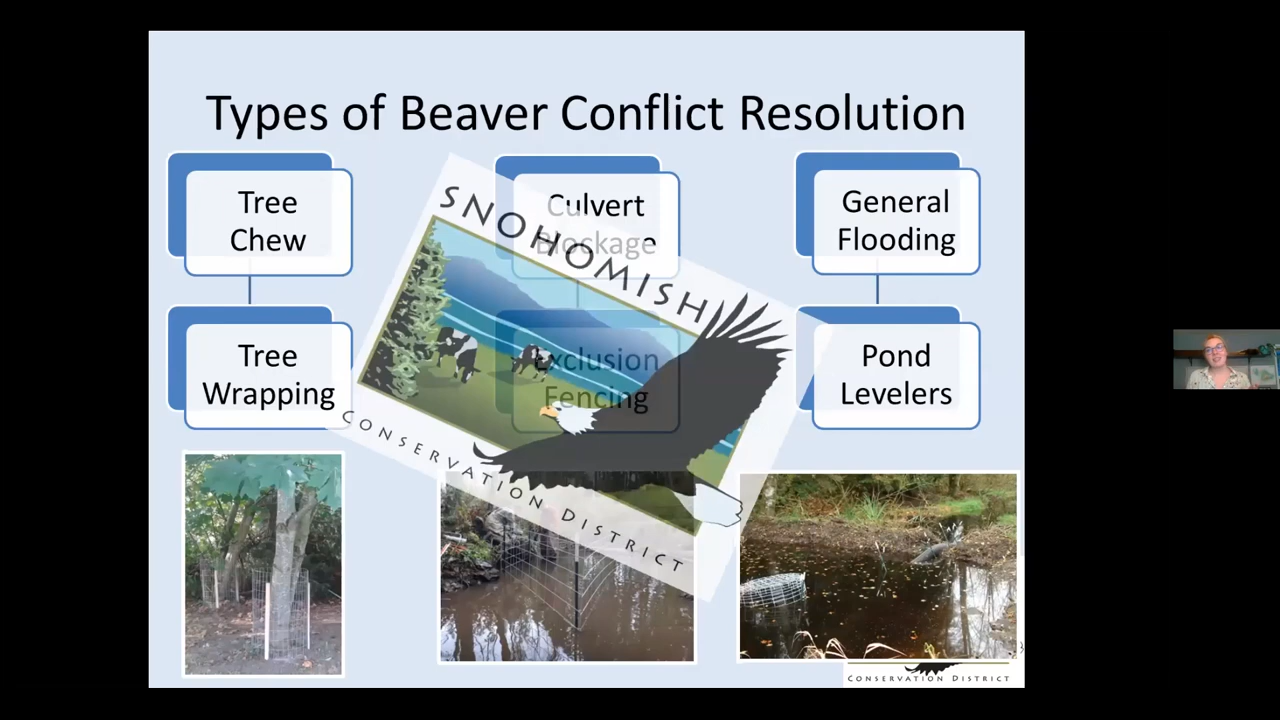 Types of Beaver Conflict Resolution
Tree
Chew
Culvert
Blockage
General
Flooding
Tree
Wrapping
Exclusion
Fencing
Pond
Levelers
SNOHOMISH
CONSERVATION DISTRICT
CONSERVATION DISTRICT